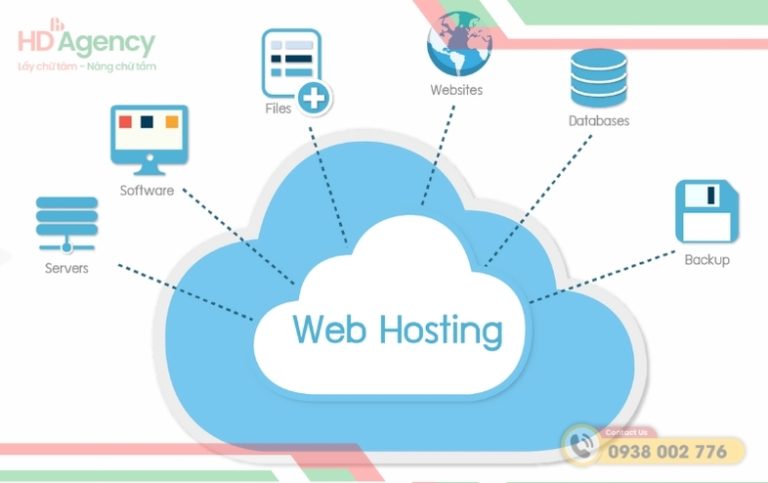 HD Agency
Lấy chữ tâm - Nâng chữ tầm
Files
Websites
Databases
Software
Servers
Backup
Web Hosting
Contact Us
0938 002 776